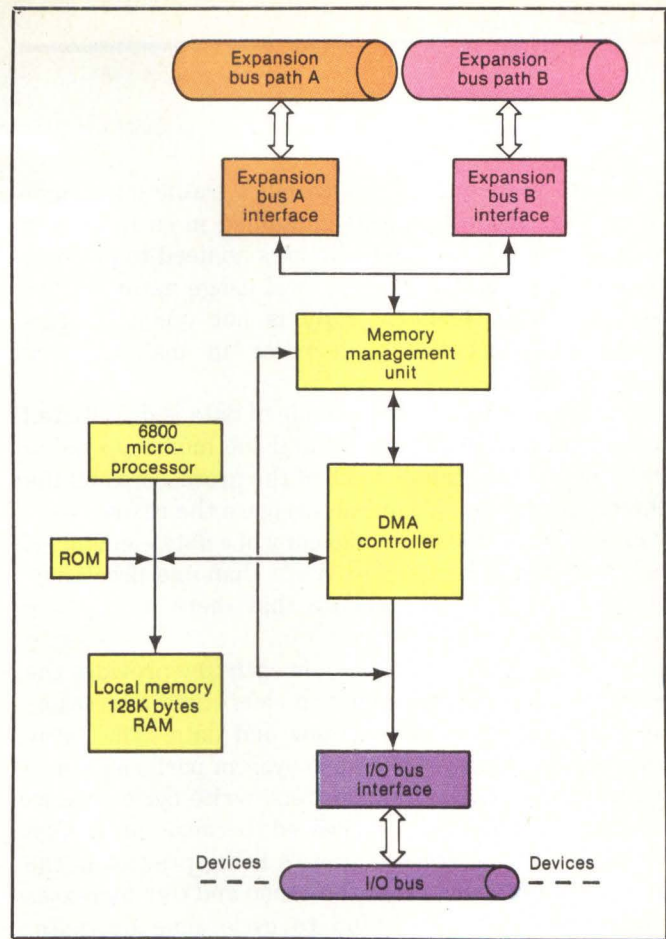 Expansion
bus path A
Expansion
bus path B
Expansion
bus A
interface
Expansion
bus B
interface
Memory
management
unit
6800
micro-
processor
DMA
controller
ROM
Local memory
128K bytes
RAM
I/O bus
interface
Devices
I/O bus
Devices